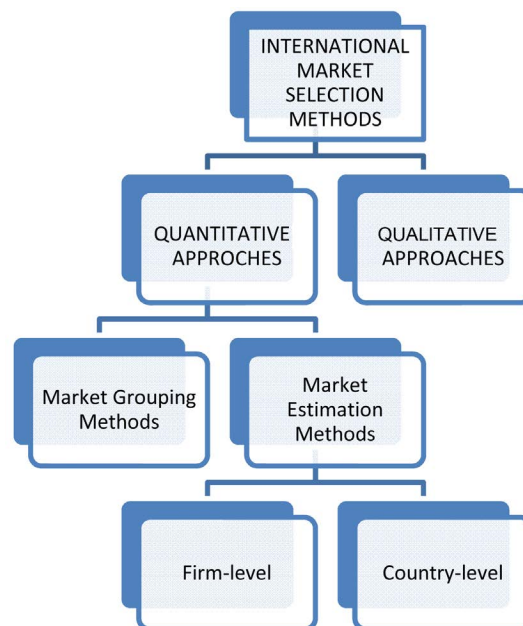 INTERNATIONAL
MARKET
SELECTION
METHODS
QUANTITATIVE
APPROCHES
QUALITATIVE
APPROACHES
Market Grouping
Methods
Market
Estimation
Methods
Firm-level
Country-level